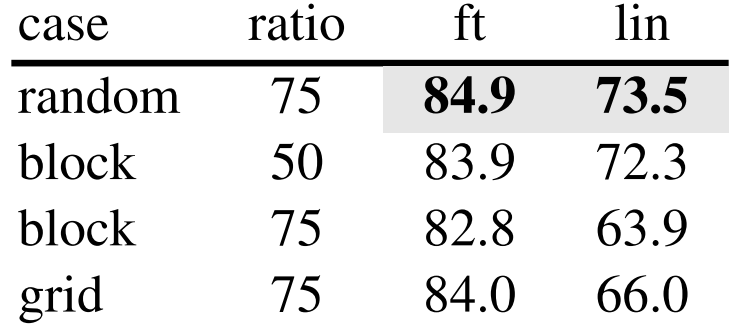 case ratio ft lin
random 75 84.9 73.5
block 50 83.9 72.3
block 75 82.8 63.9
grid 75 84.0 66.0